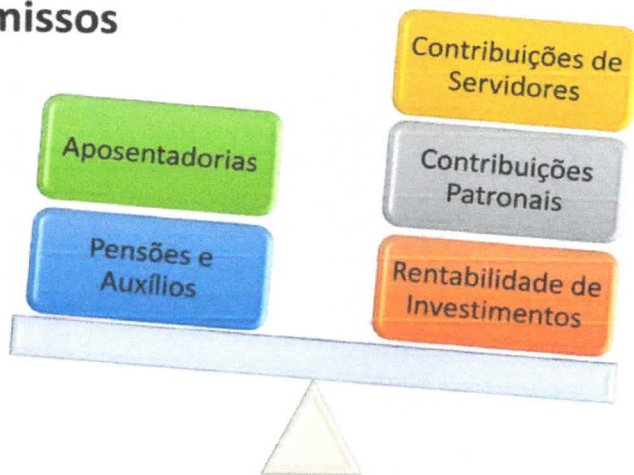 missos
Aposentadorias
Pensões e
Auxílios
Contribuições de
Servidores
Contribuições
Patronais
Rentabilidade de
Investimentos